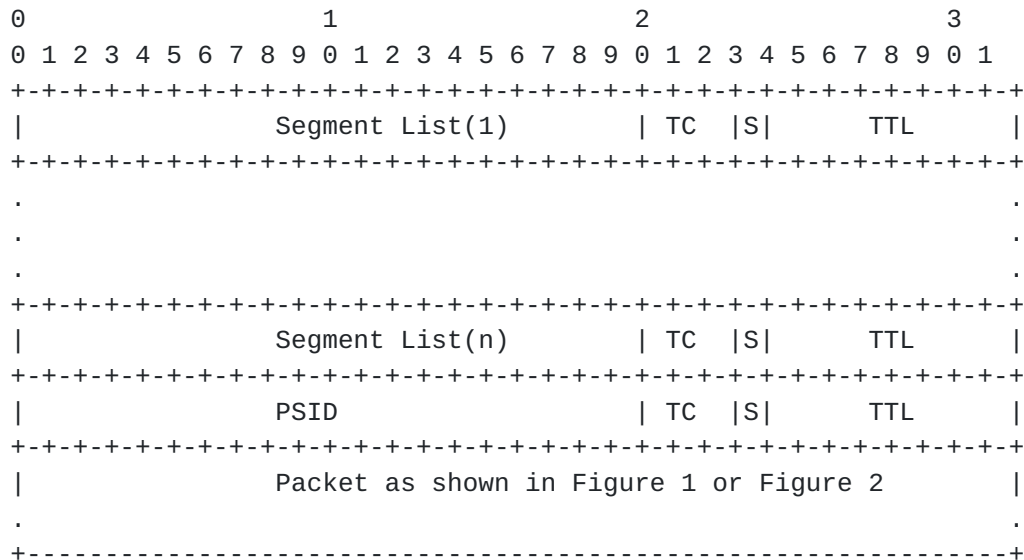 0                   1                   2                   3
0 1 2 3 4 5 6 7 8 9 0 1 2 3 4 5 6 7 8 9 0 1 2 3 4 5 6 7 8 9 0 1
+-+-+-+-+-+-+-+-+-+-+-+-+-+-+-+-+-+-+-+-+-+-+-+-+-+-+-+-+-+-+-+-+
|                Segment List(1)        | TC  |S|      TTL      |
+-+-+-+-+-+-+-+-+-+-+-+-+-+-+-+-+-+-+-+-+-+-+-+-+-+-+-+-+-+-+-+-+
.                                                               .
.                                                               .
.                                                               .
+-+-+-+-+-+-+-+-+-+-+-+-+-+-+-+-+-+-+-+-+-+-+-+-+-+-+-+-+-+-+-+-+
|                Segment List(n)        | TC  |S|      TTL      |
+-+-+-+-+-+-+-+-+-+-+-+-+-+-+-+-+-+-+-+-+-+-+-+-+-+-+-+-+-+-+-+-+
|                PSID                   | TC  |S|      TTL      |
+-+-+-+-+-+-+-+-+-+-+-+-+-+-+-+-+-+-+-+-+-+-+-+-+-+-+-+-+-+-+-+-+
|                Packet as shown in Figure 1 or Figure 2        |
.                                                               .
+---------------------------------------------------------------+